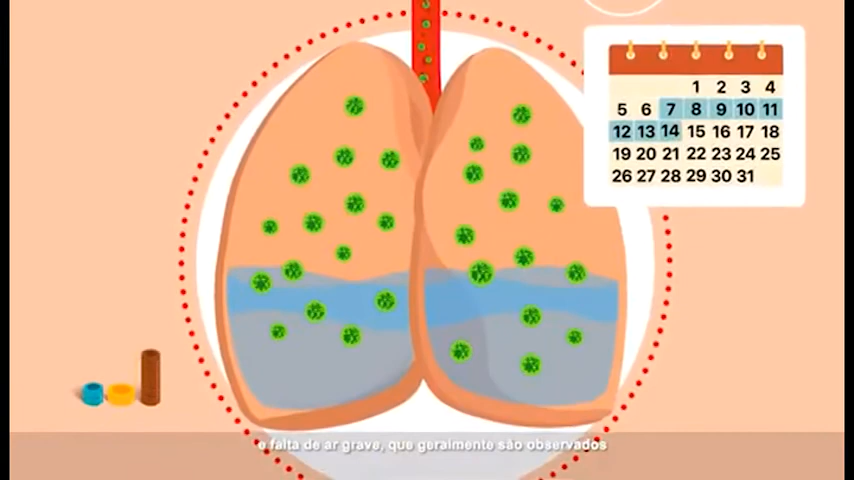 1 2 3 4
5 6 7 8 9 10 11
12 13 14 15 16 17 18
19 20 21 22 23 24 25
26 27 28 29 30 31
e falta de ar grave, que geralmente são observados